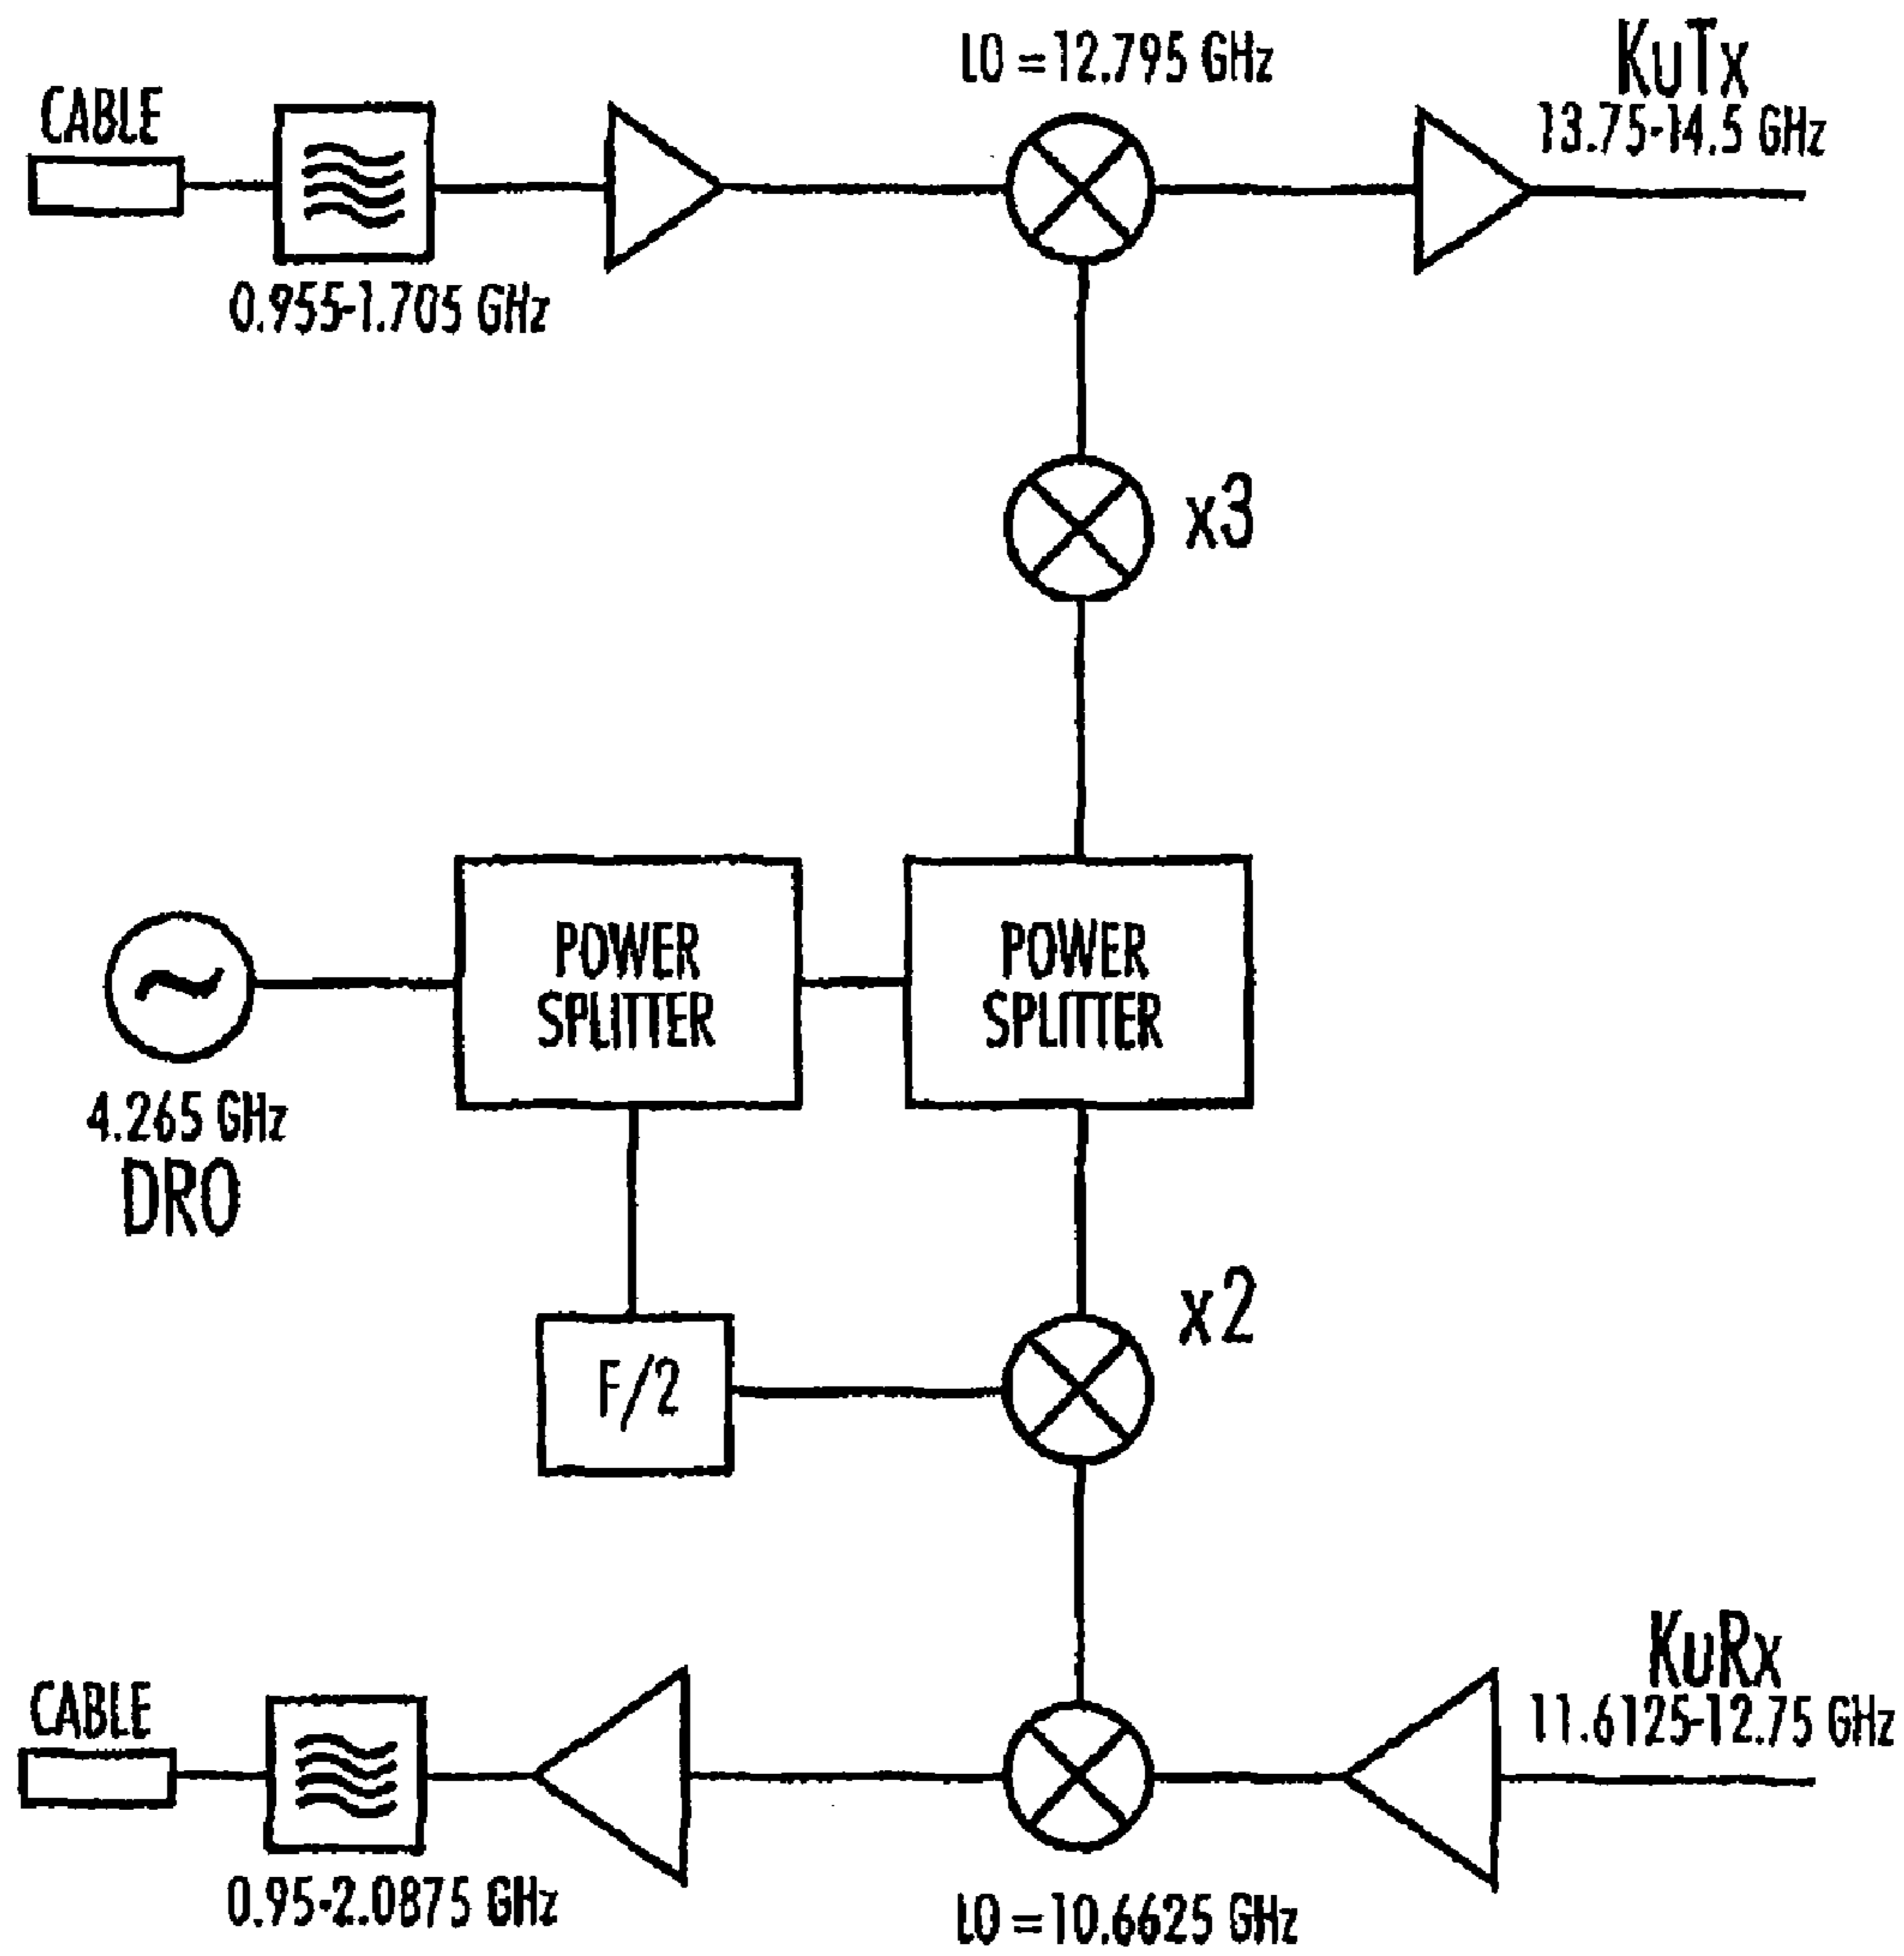 LO =12.795 GHz
KuTx
13.75-14.5 GHz
CABLE
0.955-1.705 GHz
x3
POWER
SPLITTER
POWER
SPLITTER
4.265 GHz
DRO
x2
F/2
KuRx
11.6125-12.75 GHz
CABLE
0.95-2.0875 GHz
LO =10.6625 GHz